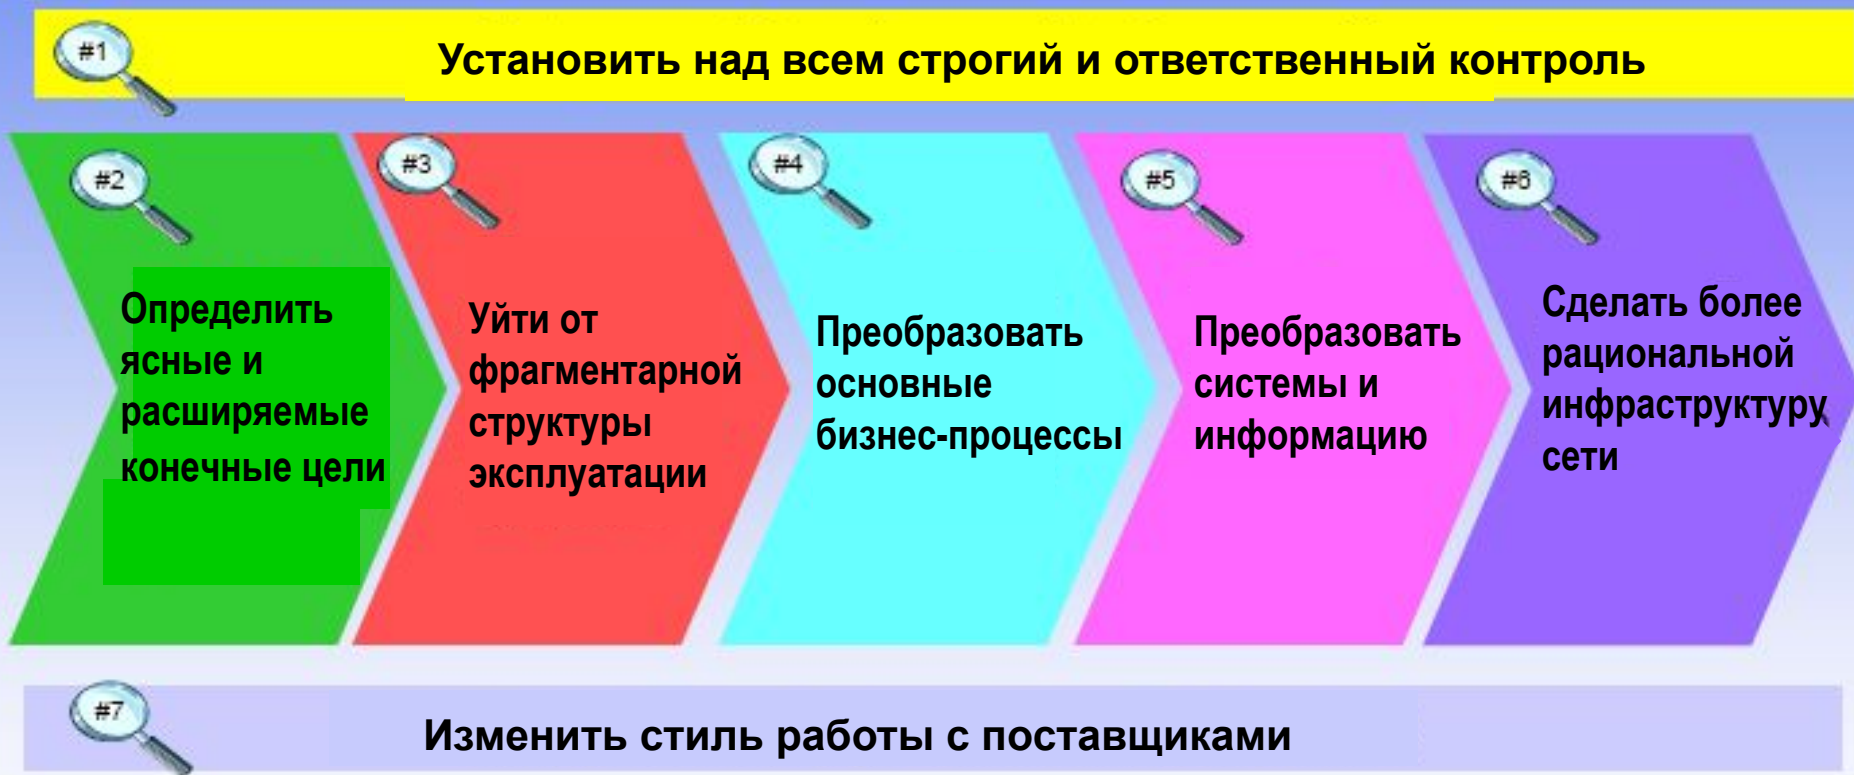 #1
Установить над всем строгий и ответственный контроль
#2
Определить
ясные и
расширяемые
конечные цели
#3
Уйти от
фрагментарной
структуры
эксплуатации
#4
Преобразовать
основные
бизнес-процессы
#5
Преобразовать
системы и
информацию
#6
Сделать более
рациональной
инфраструктуру
сети
#7
Изменить стиль работы с поставщиками